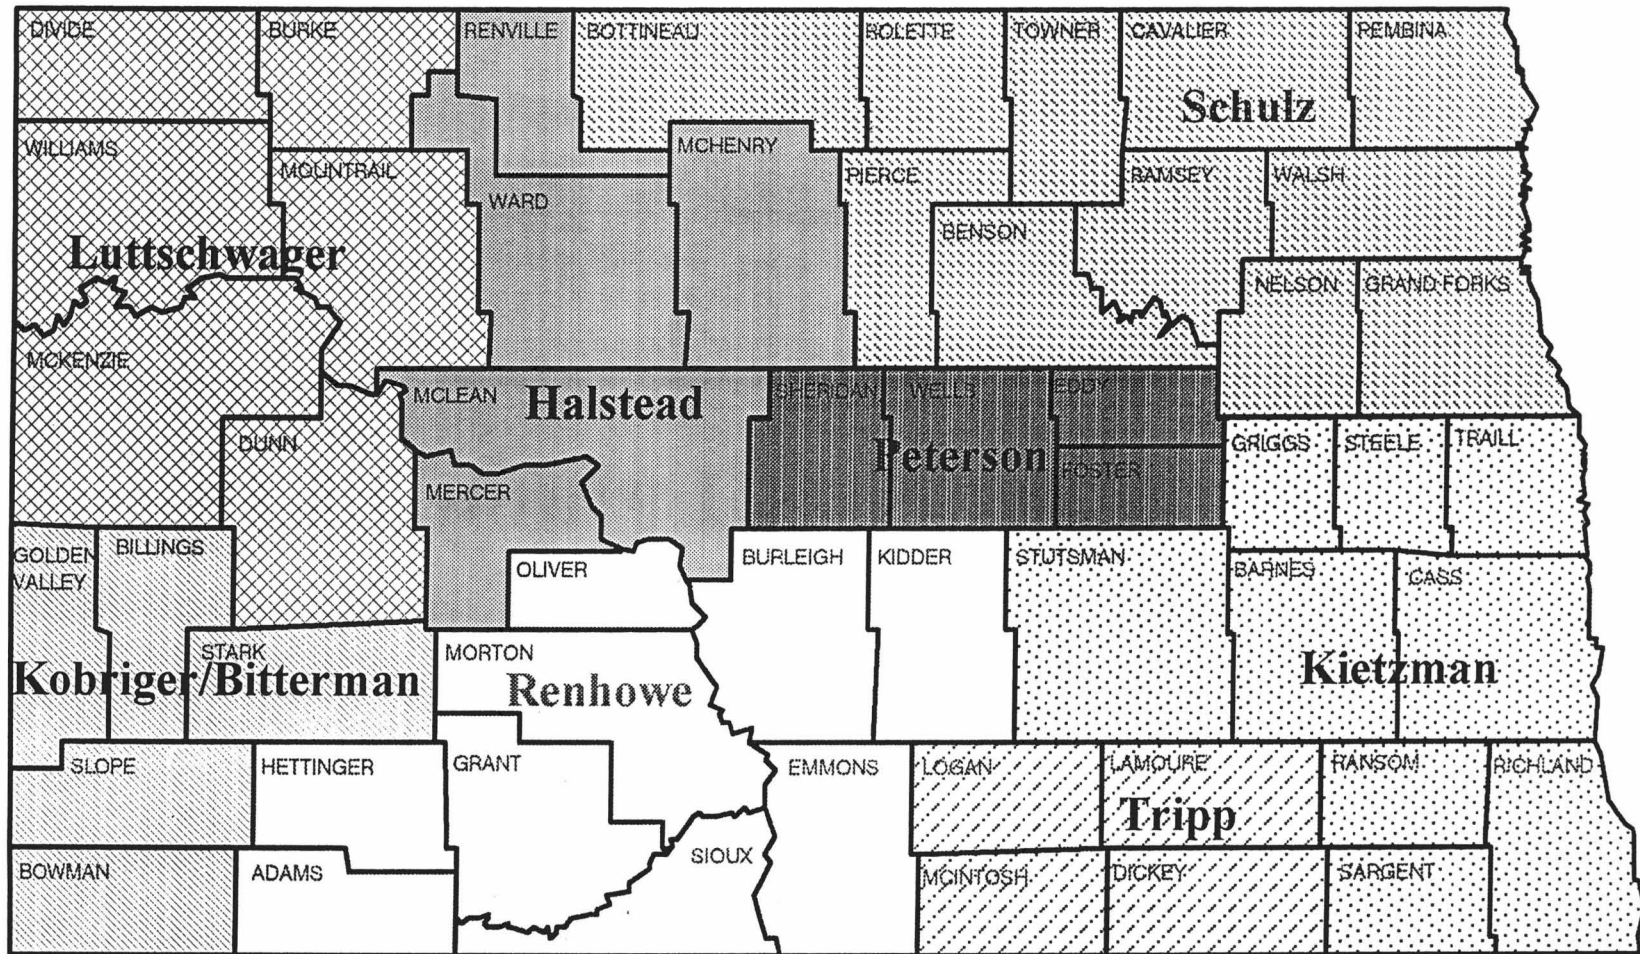 DIVIDE
BURKE
RENVILLE
BOTTINEAU
ROLETTE
TOWNER
CAVALIER
PEMBINA
Schulz
WILLIAMS
MOUNTRAIL
WARD
MCHENRY
PIERCE
BENSON
RAMSEY
WALSH
Luttschwager
NELSON
GRAND FORKS
MCKENZIE
MCLEAN
Halstead
SHERIDAN
WELLS
EDDY
DUNN
Peterson
FOSTER
GRIGGS
STEELE
TRAILL
MERCER
GOLDEN
VALLEY
BILLINGS
OLIVER
BURLEIGH
KIDDER
STUTSMAN
BARNES
CASS
STARK
Kobriger/Bitterman
MORTON
Renhowe
Kietzman
SLOPE
HETTINGER
GRANT
EMMONS
LOGAN
LAMOURE
RANSOM
RICHLAND
Tripp
BOWMAN
ADAMS
SIOUX
MCINTOSH
DICKEY
SARGENT